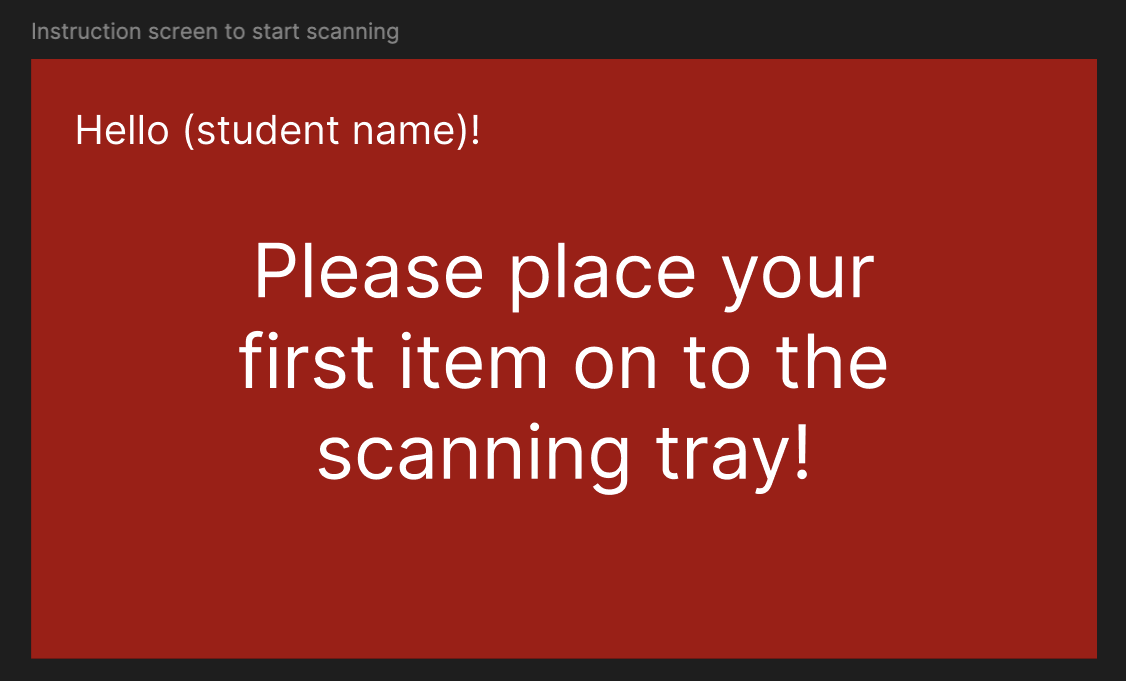 Instruction screen to start scanning
Hello (student name)!
Please place your
first item on to the
scanning tray!